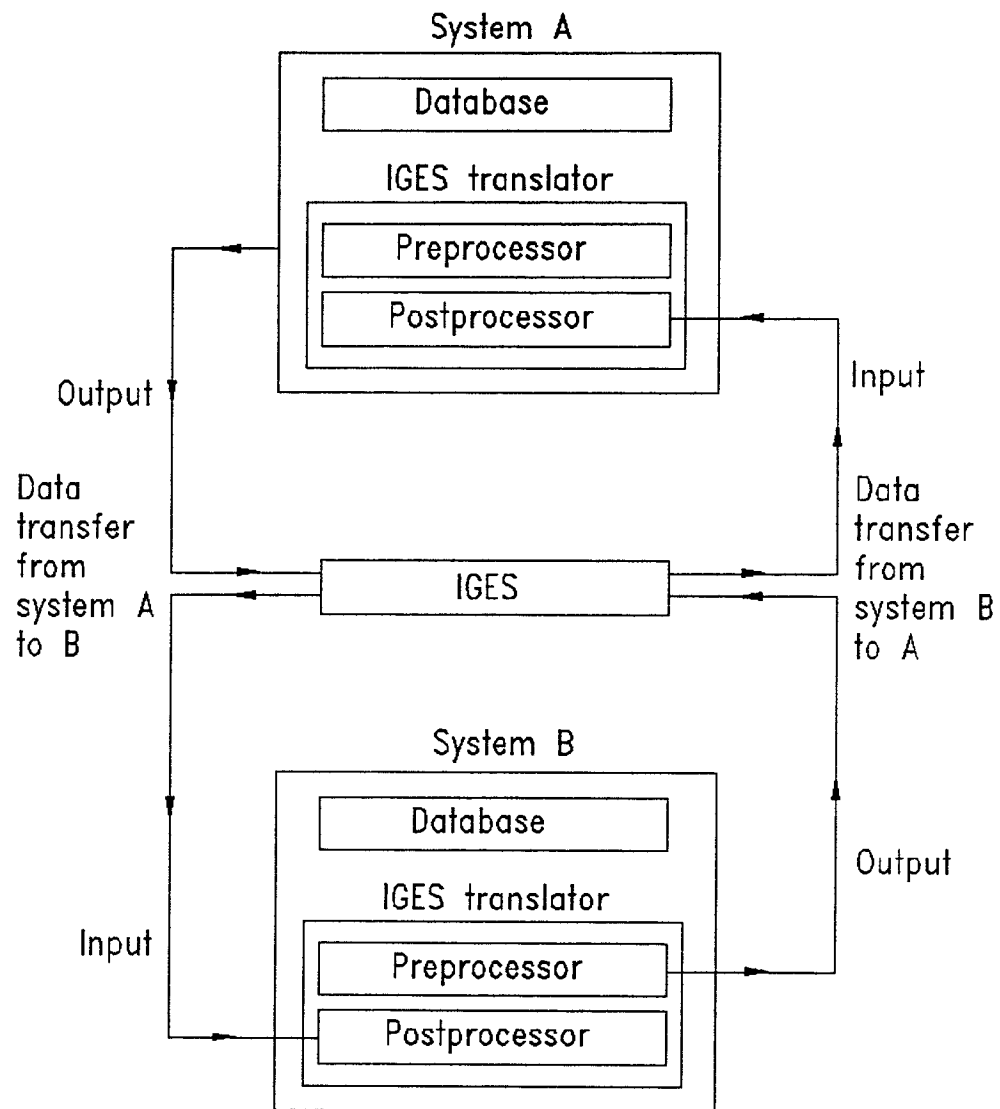 System A
Database
IGES translator
Preprocessor
Postprocessor
Output
Input
Data
transfer
from
system A
to B
IGES
Data
transfer
from
system B
to A
System B
Database
IGES translator
Preprocessor
Postprocessor
Input
Output